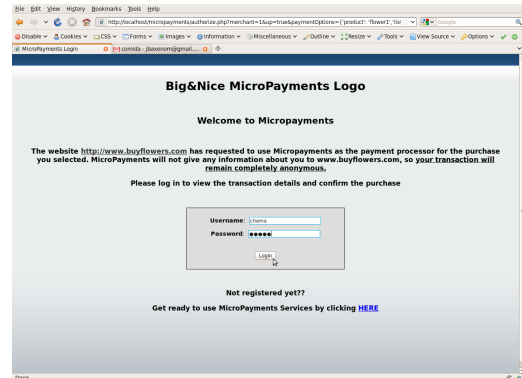 File Edit View History Bookmarks Tools Help
http://localhost/micropayments/authorize.php?merchant=1&up=true&paymentOptions={'product': 'flower1','lis
Google
Disable CSS Forms Images Information Miscellaneous Outline Resize Tools View Source Options
MicroPayments Login comida - jbaxenom@gmail....
Big&Nice MicroPayments Logo
Welcome to Micropayments
The website http://www.buyflowers.com has requested to use Micropayments as the payment processor for the purchase
you selected. MicroPayments will not give any information about you to www.buyflowers.com, so your transaction will
remain completely anonymous.
Please log in to view the transaction details and confirm the purchase
Username: chema
Password: ●●●●●
Login
Not registered yet??
Get ready to use MicroPayments Services by clicking HERE
Done